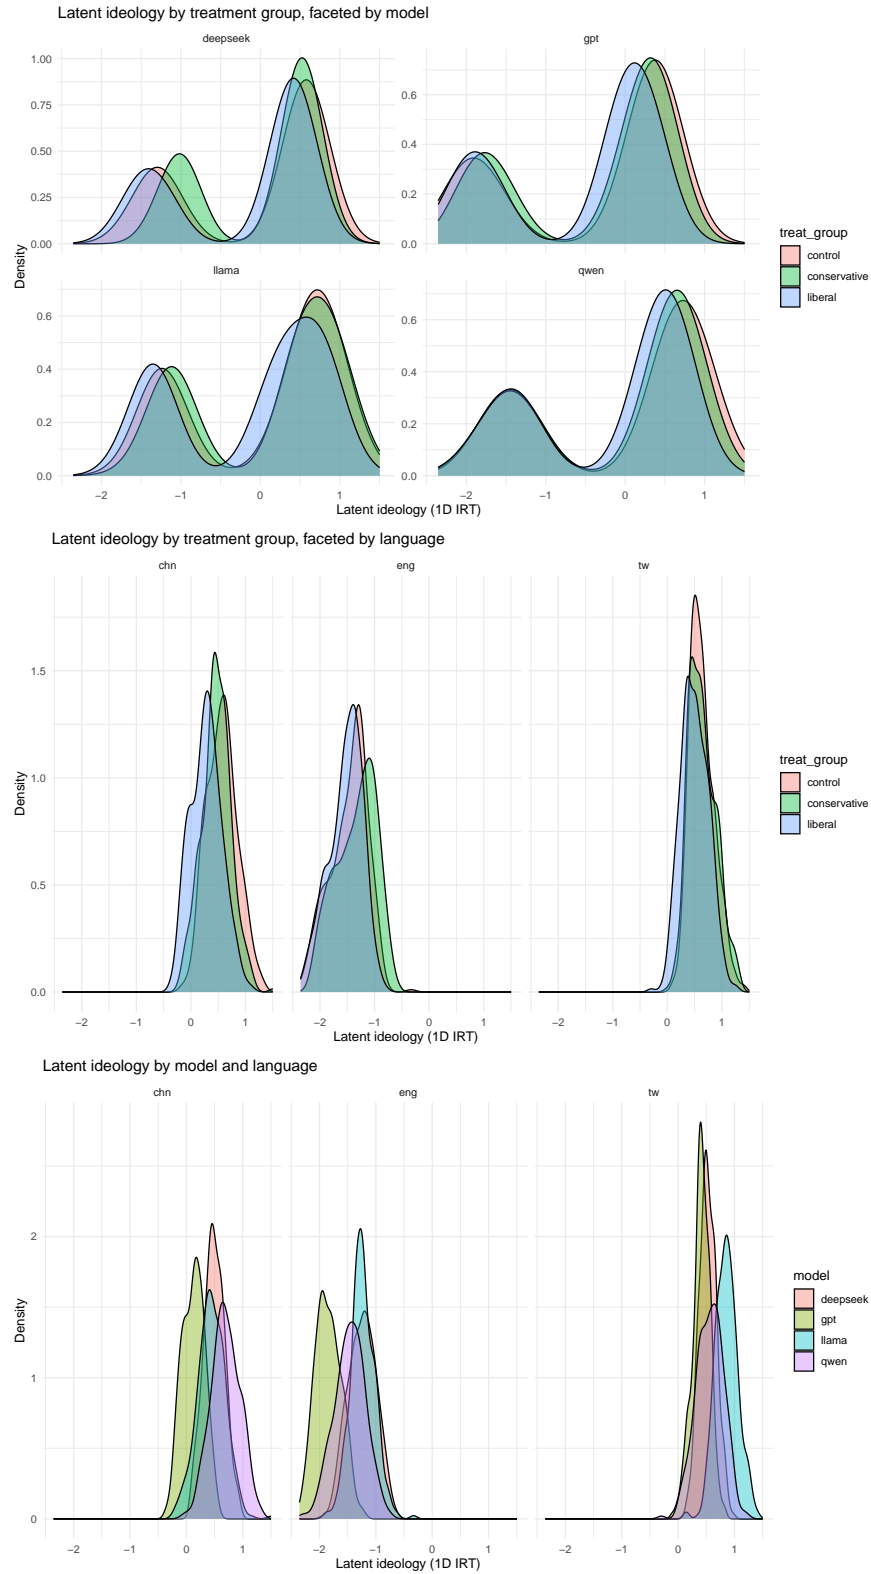 Latent ideology by treatment group, faceted by model
deepseek
gpt
1.00
0.75
0.50
0.25
0.00
0.6
0.4
0.2
0.0
llama
qwen
0.6
0.4
0.2
0.0
0.6
0.4
0.2
0.0
−2 −1 0 1
−2 −1 0 1
Latent ideology (1D IRT)
Density
treat_group
control
conservative
liberal
Latent ideology by treatment group, faceted by language
chn
eng
tw
1.5
1.0
0.5
0.0
−2 −1 0 1
−2 −1 0 1
−2 −1 0 1
Latent ideology (1D IRT)
Density
treat_group
control
conservative
liberal
Latent ideology by model and language
chn
eng
tw
2
1
0
−2 −1 0 1
−2 −1 0 1
−2 −1 0 1
Latent ideology (1D IRT)
Density
model
deepseek
gpt
llama
qwen